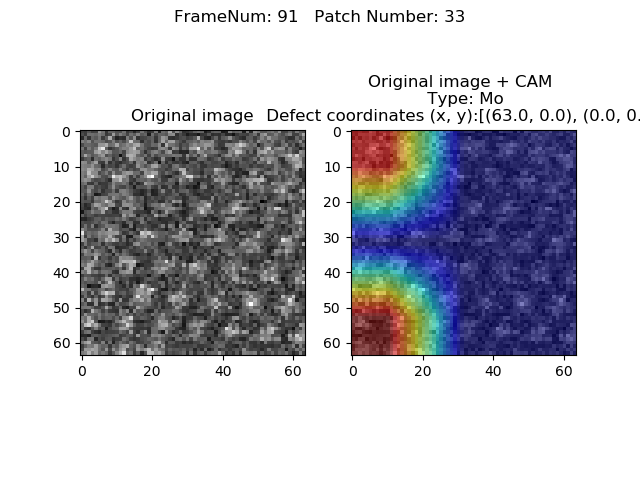 FrameNum: 91   Patch Number: 33
Original image + CAM
Type: Mo
Original image
Defect coordinates (x, y):[(63.0, 0.0), (0.0, 0.
0
10
20
30
40
50
60
0 20 40 60
0
10
20
30
40
50
60
0 20 40 60